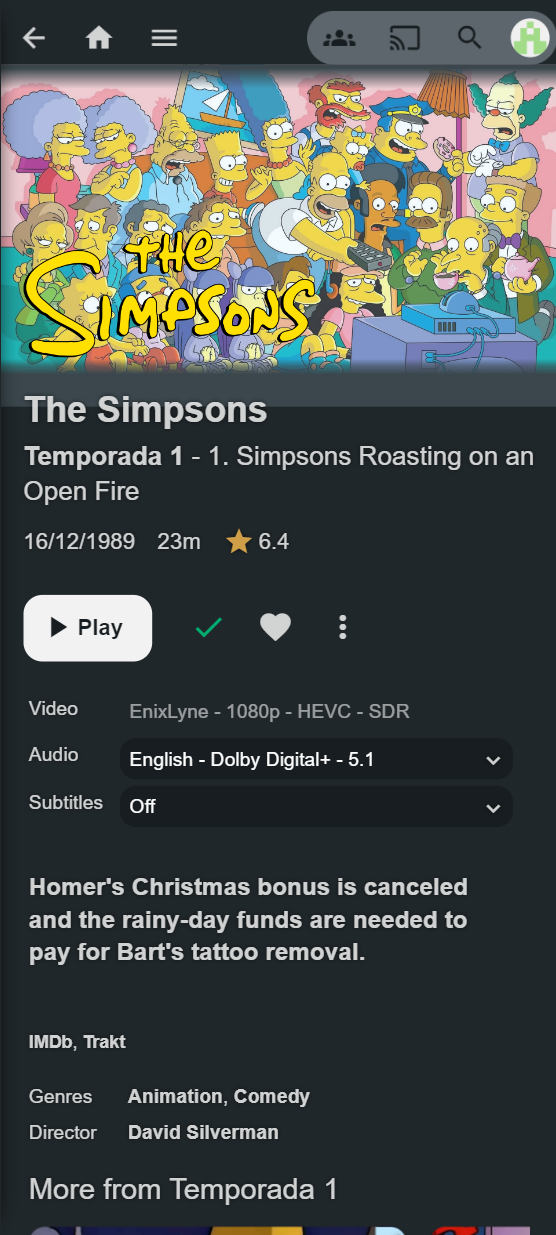 THE
SIMPSONS
The Simpsons
Temporada 1 - 1. Simpsons Roasting on an
Open Fire
16/12/1989 23m 6.4
Play
Video EnixLyne - 1080p - HEVC - SDR
Audio English - Dolby Digital+ - 5.1
Subtitles Off
Homer's Christmas bonus is canceled
and the rainy-day funds are needed to
pay for Bart's tattoo removal.
IMDb, Trakt
Genres Animation, Comedy
Director David Silverman
More from Temporada 1